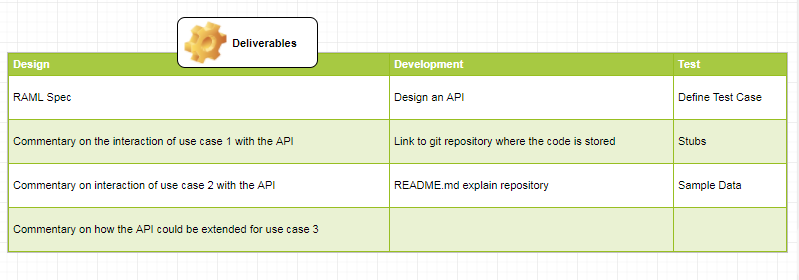 Deliverables
Design Development Test
RAML Spec Design an API Define Test Case
Commentary on the interaction of use case 1 with the API Link to git repository where the code is stored Stubs
Commentary on interaction of use case 2 with the API README.md explain repository Sample Data
Commentary on how the API could be extended for use case 3